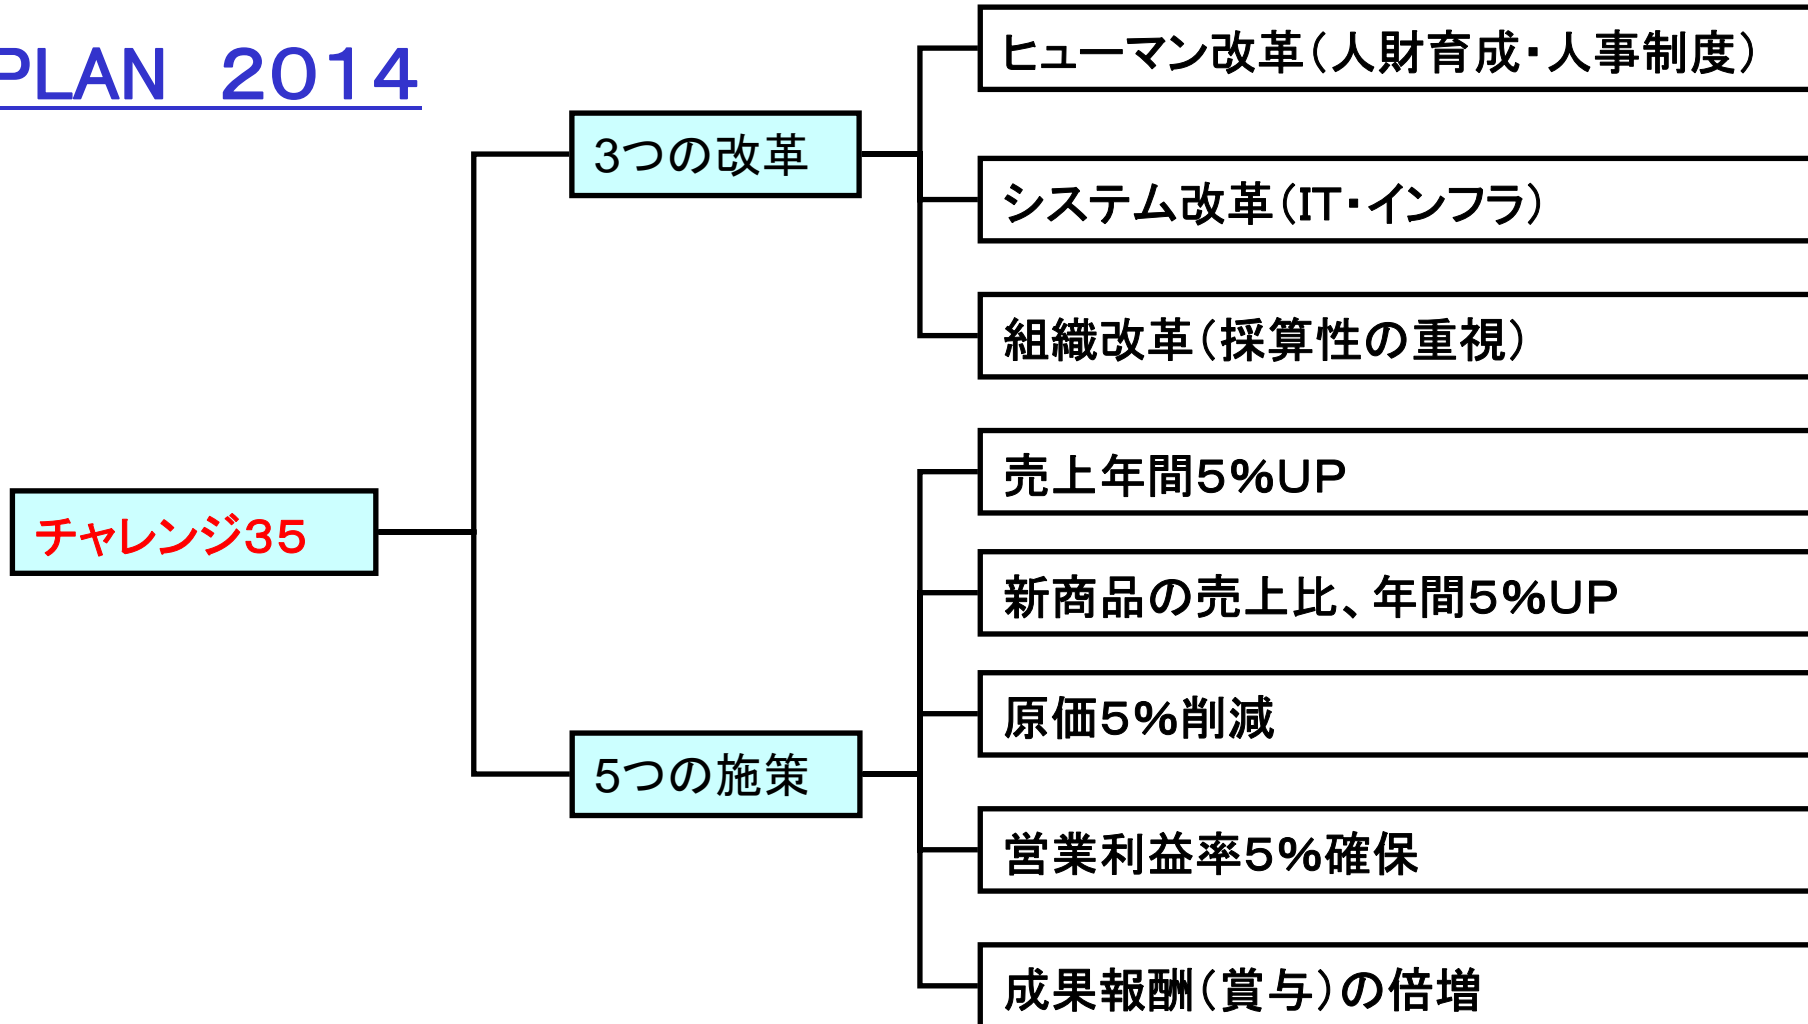 PLAN　2014
チャレンジ35
3つの改革
ヒューマン改革（人財育成・人事制度）
システム改革（IT・インフラ）
組織改革（採算性の重視）
5つの施策
売上年間5％UP
新商品の売上比、年間5％UP
原価5％削減
営業利益率5％確保
成果報酬（賞与）の倍増